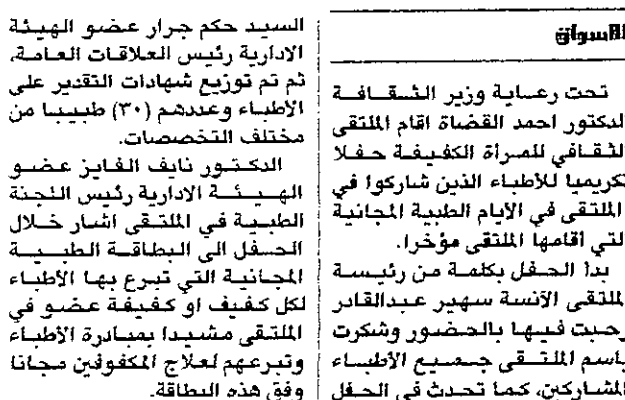 الاسواق
تحت رعاية وزير الثقافة
الدكتور احمد القضاة اقام الملتقى
الثقافي للمرأة الكفيفة حفلا
تكريميا للأطباء الذين شاركوا في
الملتقى في الأيام الطبية المجانية
التي اقامها الملتقى مؤخرا.
بدأ الحفل بكلمة من رئيسة
الملتقى الآنسة سهير عبدالقادر
رحبت فيها بالحضور وشكرت
باسم الملتقى جميع الأطباء
المشاركين، كما تحدث في الحفل
السيد حكم جرار عضو الهيئة
الادارية رئيس العلاقات العامة،
ثم تم توزيع شهادات التقدير على
الأطباء وعددهم (٣٠) طبيبا من
مختلف التخصصات.
الدكتور نايف الفايز عضو
الهيئة الادارية رئيس اللجنة
الطبية في الملتقى اشار خلال
الحفل الى البطاقة الطبية
المجانية التي تبرع بها الأطباء
لكل كفيف او كفيفة عضو في
الملتقى مشيدا بمبادرة الأطباء
وتبرعهم لعلاج المكفوفين مجانا
وفق هذه البطاقة.